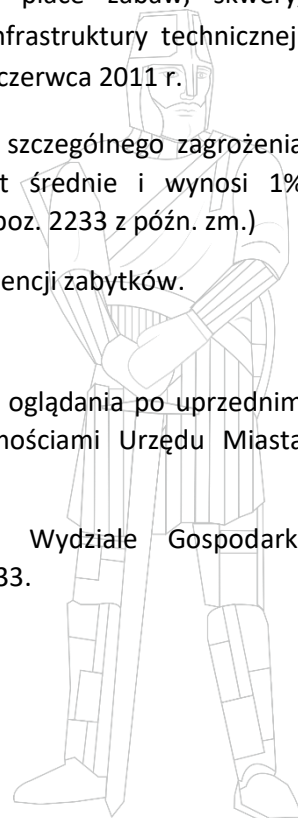 place zabaw, skwery,
nfrastruktury technicznej
czerwca 2011 r.
szczególnego zagrożenia
t średnie i wynosi 1%
poz. 2233 z późn. zm.)
encji zabytków.
oglądania po uprzednim
nościami Urzędu Miasta
Wydziale Gospodark
33.